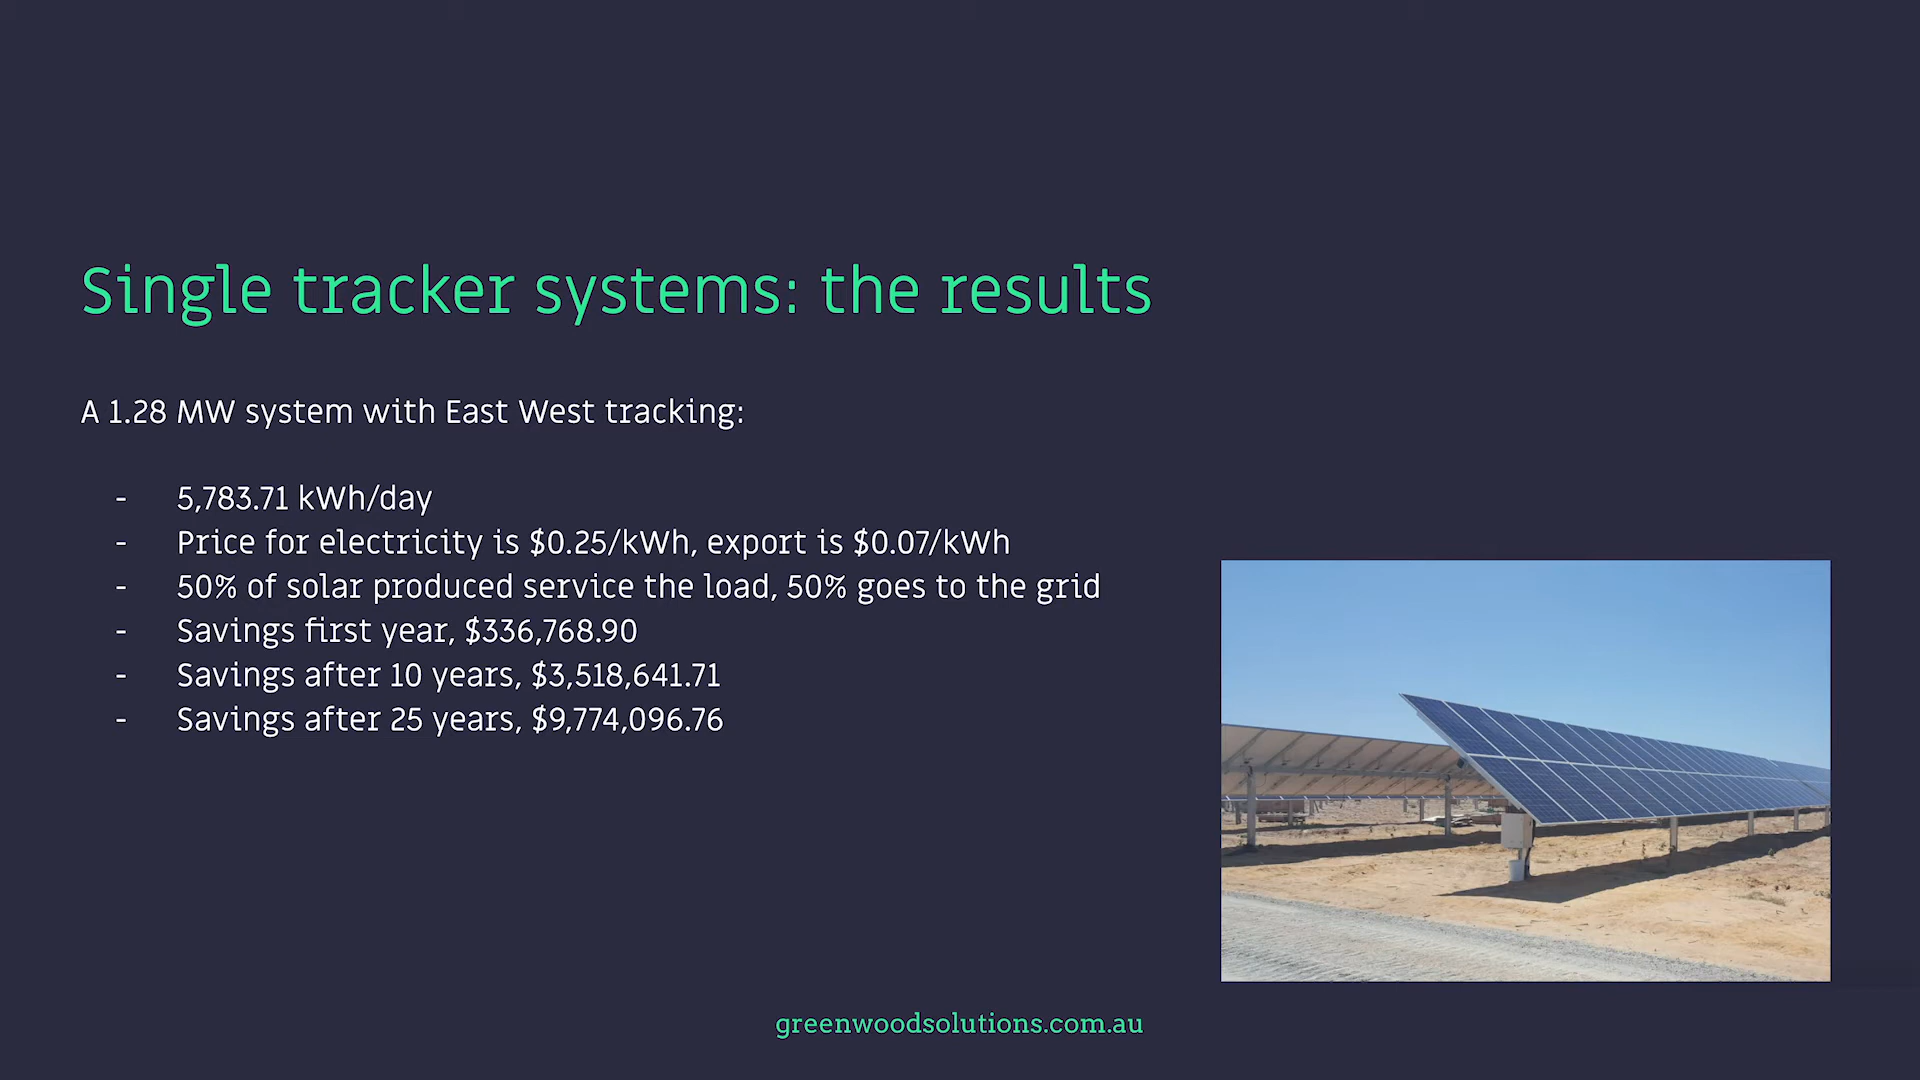 Single tracker systems: the results
A 1.28 MW system with East West tracking:
- 5,783.71 kWh/day
- Price for electricity is $0.25/kWh, export is $0.07/kWh
- 50% of solar produced service the load, 50% goes to the grid
- Savings first year, $336,768.90
- Savings after 10 years, $3,518,641.71
- Savings after 25 years, $9,774,096.76
greenwoodsolutions.com.au